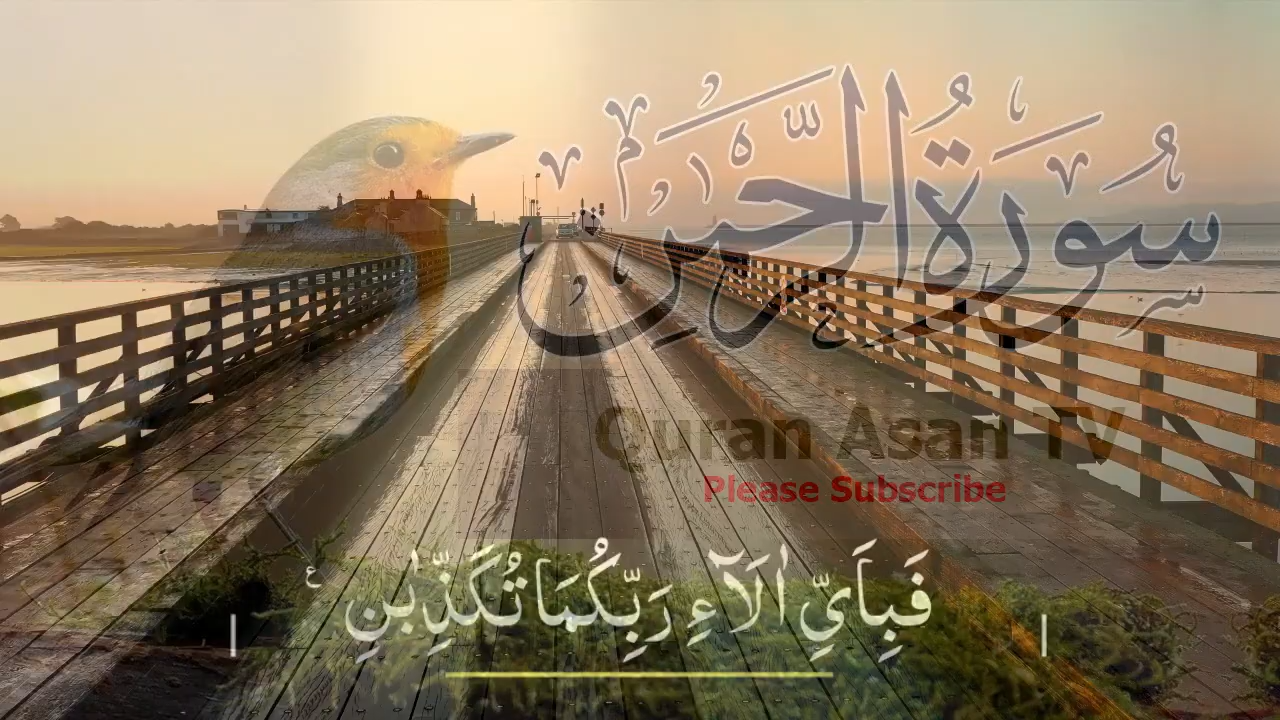 سُورَةُ الرَّحْمٰن
Quran Asan TV
Please Subscribe
فَبِاَىِّ اٰلَآءِ رَبِّكُمَا تُكَذِّبٰنِ ع